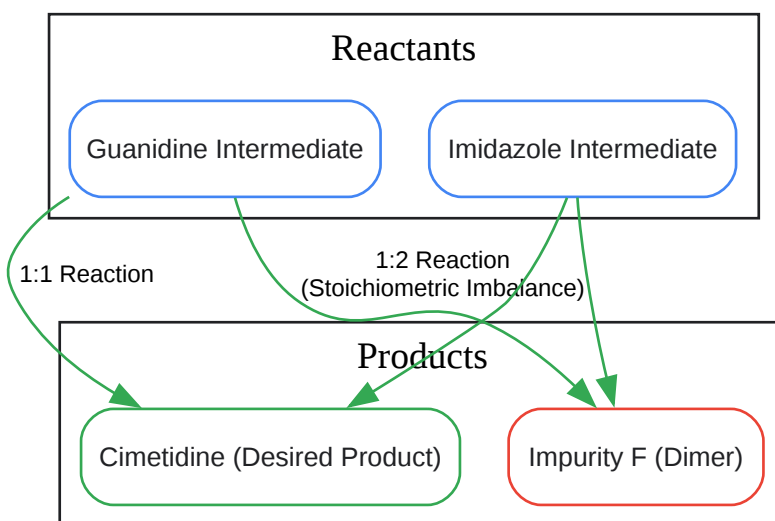 Reactants
Guanidine Intermediate
Imidazole Intermediate
1:1 Reaction
1:2 Reaction
(Stoichiometric Imbalance)
Products
Cimetidine (Desired Product)
Impurity F (Dimer)